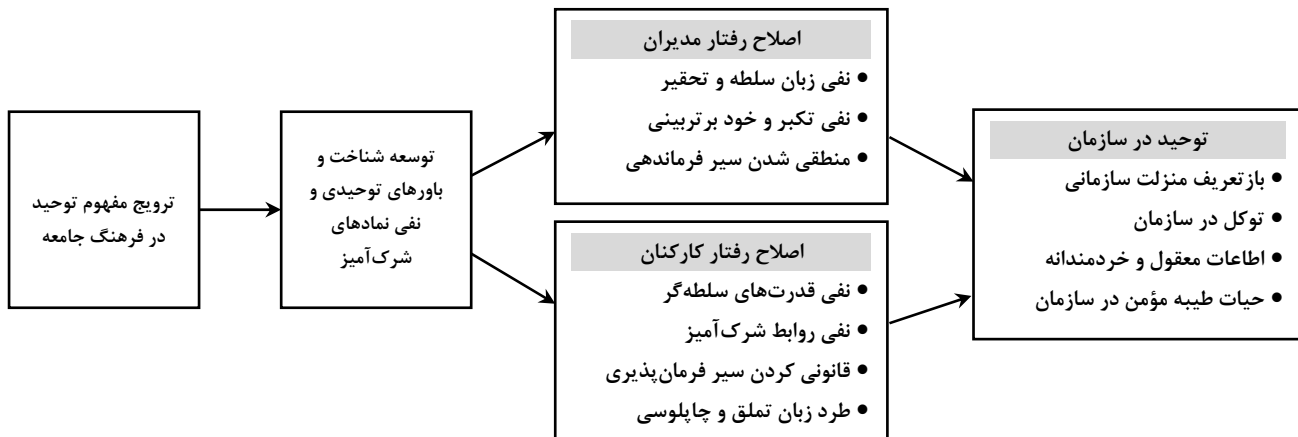 ترویج مفهوم توحید
در فرهنگ جامعه
توسعه شناخت و
باورهای توحیدی و
نفی نمادهای
شرک‌آمیز
اصلاح رفتار مدیران
• نفی زبان سلطه و تحقیر
• نفی تکبر و خود برتربینی
• منطقی شدن سیر فرماندهی
اصلاح رفتار کارکنان
• نفی قدرت‌های سلطه‌گر
• نفی روابط شرک‌آمیز
• قانونی کردن سیر فرمان‌پذیری
• طرد زبان تملق و چاپلوسی
توحید در سازمان
• بازتعریف منزلت سازمانی
• توکل در سازمان
• اطاعات معقول و خردمندانه
• حیات طیبه مؤمن در سازمان